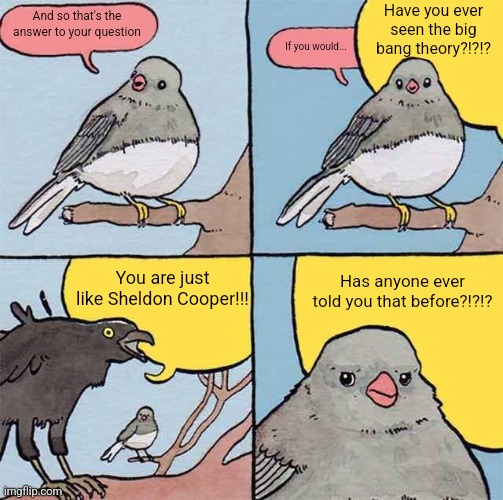 And so that's the
answer to your question
If you would...
Have you ever
seen the big
bang theory?!?!?
You are just
like Sheldon Cooper!!!
Has anyone ever
told you that before?!?!?
imgflip.com